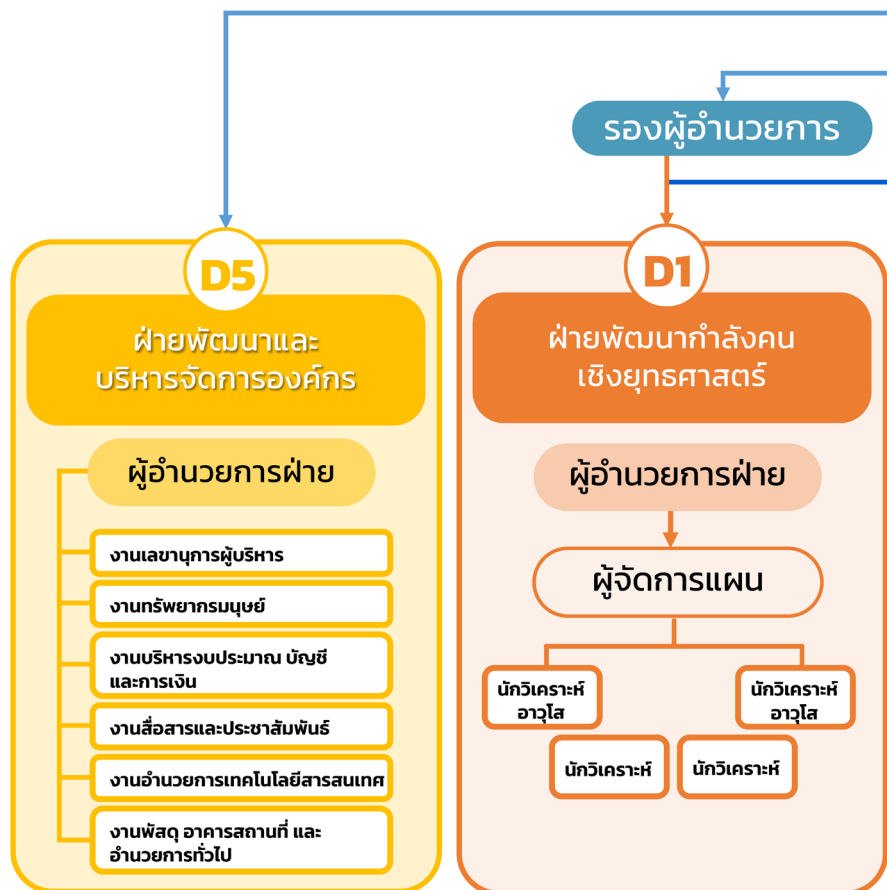 รองผู้อำนวยการ
D5
ฝ่ายพัฒนาและ
บริหารจัดการองค์กร
ผู้อำนวยการฝ่าย
งานเลขานุการผู้บริหาร
งานทรัพยากรมนุษย์
งานบริหารงบประมาณ บัญชี
และการเงิน
งานสื่อสารและประชาสัมพันธ์
งานอำนวยการเทคโนโลยีสารสนเทศ
งานพัสดุ อาคารสถานที่ และ
อำนวยการทั่วไป
D1
ฝ่ายพัฒนากำลังคน
เชิงยุทธศาสตร์
ผู้อำนวยการฝ่าย
ผู้จัดการแผน
นักวิเคราะห์
อาวุโส
นักวิเคราะห์
อาวุโส
นักวิเคราะห์
นักวิเคราะห์